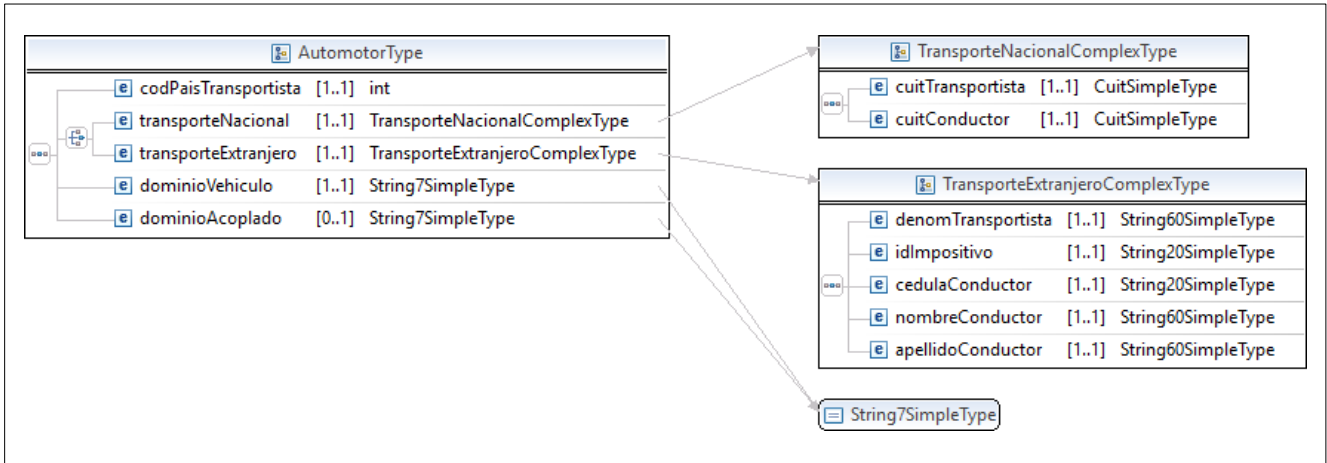 AutomotorType
codPaisTransportista [1..1] int
transporteNacional [1..1] TransporteNacionalComplexType
transporteExtranjero [1..1] TransporteExtranjeroComplexType
dominioVehiculo [1..1] String7SimpleType
dominioAcoplado [0..1] String7SimpleType
TransporteNacionalComplexType
cuitTransportista [1..1] CuitSimpleType
cuitConductor [1..1] CuitSimpleType
TransporteExtranjeroComplexType
denomTransportista [1..1] String60SimpleType
idImpositivo [1..1] String20SimpleType
cedulaConductor [1..1] String20SimpleType
nombreConductor [1..1] String60SimpleType
apellidoConductor [1..1] String60SimpleType
String7SimpleType